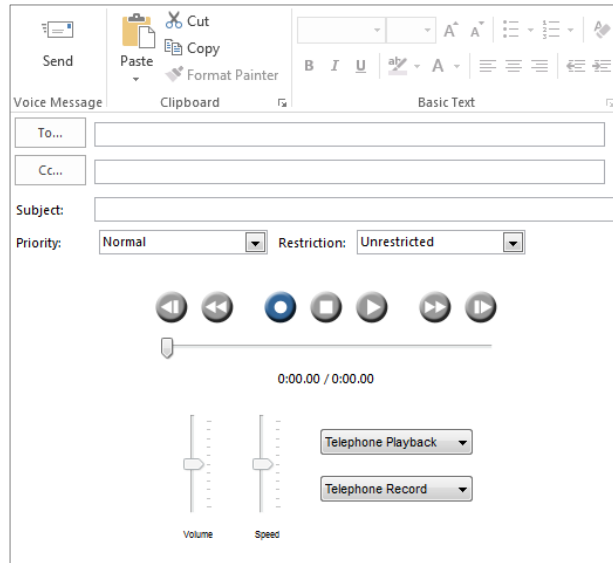 Send
Voice Message
Paste
Cut
Copy
Format Painter
Clipboard
B I U aby A
Basic Text
To...
Cc...
Subject:
Priority: Normal Restriction: Unrestricted
0:00.00 / 0:00.00
Telephone Playback
Telephone Record
Volume Speed